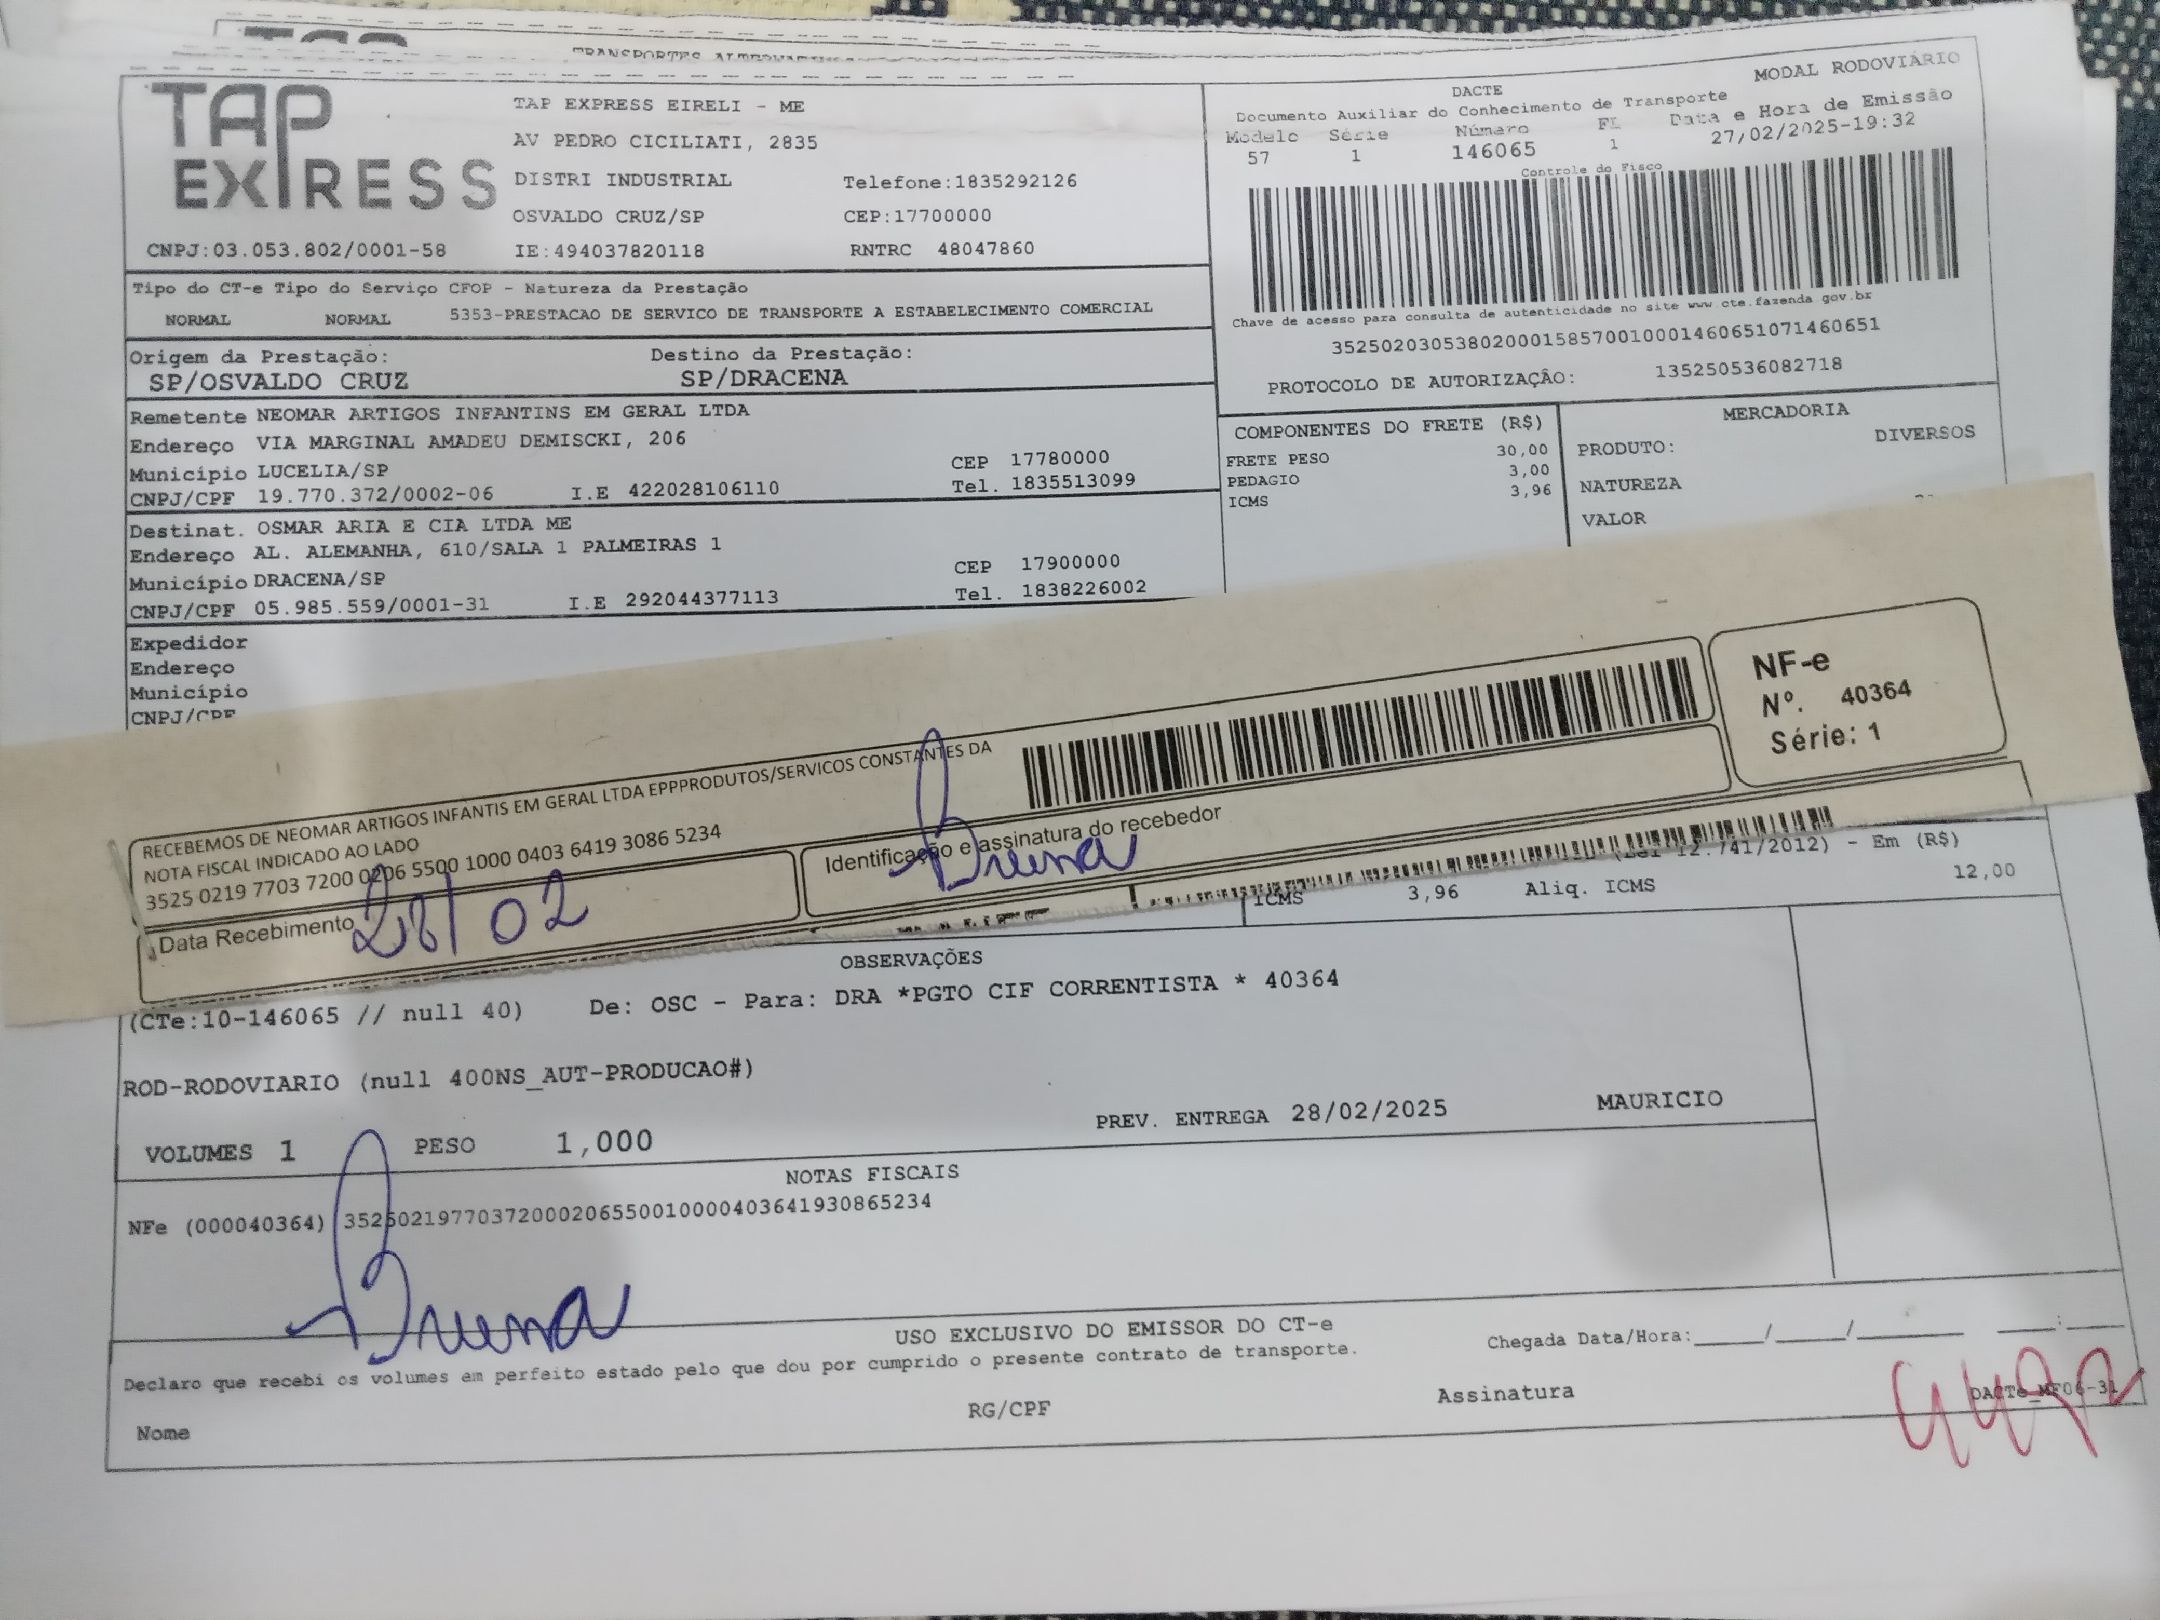 TAP EXPRESS
TAP EXPRESS EIRELI - ME
AV PEDRO CICILIATI, 2835
DISTRI INDUSTRIAL Telefone:1835292126
OSVALDO CRUZ/SP CEP:17700000
CNPJ:03.053.802/0001-58 IE:494037820118 RNTRC 48047860
MODAL RODOVIÁRIO
DACTE
Documento Auxiliar do Conhecimento de Transporte
Modelo Série Número FL Data e Hora de Emissão
57 1 146065 1 27/02/2025-19:32
Controle do Fisco
Chave de acesso para consulta de autenticidade no site www.cte.fazenda.gov.br
35250203053802000158570010001460651071460651
PROTOCOLO DE AUTORIZAÇÃO: 135250536082718
Tipo do CT-e Tipo do Serviço CFOP - Natureza da Prestação
NORMAL NORMAL 5353-PRESTACAO DE SERVICO DE TRANSPORTE A ESTABELECIMENTO COMERCIAL
Origem da Prestação: Destino da Prestação:
SP/OSVALDO CRUZ SP/DRACENA
Remetente NEOMAR ARTIGOS INFANTINS EM GERAL LTDA
Endereço VIA MARGINAL AMADEU DEMISCKI, 206
Município LUCELIA/SP CEP 17780000
CNPJ/CPF 19.770.372/0002-06 I.E 422028106110 Tel. 1835513099
Destinat. OSMAR ARIA E CIA LTDA ME
Endereço AL. ALEMANHA, 610/SALA 1 PALMEIRAS 1
Município DRACENA/SP CEP 17900000
CNPJ/CPF 05.985.559/0001-31 I.E 292044377113 Tel. 1838226002
Expedidor
Endereço
Município
CNPJ/CPF
COMPONENTES DO FRETE (R$)
FRETE PESO 30,00
PEDAGIO 3,00
ICMS 3,96
MERCADORIA
PRODUTO: DIVERSOS
NATUREZA
VALOR
RECEBEMOS DE NEOMAR ARTIGOS INFANTIS EM GERAL LTDA EPPPRODUTOS/SERVICOS CONSTANTES DA
NOTA FISCAL INDICADO AO LADO
3525 0219 7703 7200 0206 5500 1000 0403 6419 3086 5234
Data Recebimento 28/02
Identificação e assinatura do recebedor
Bruna
NF-e
Nº. 40364
Série: 1
12.741/2012) - Em (R$)
ICMS 3,96 Aliq. ICMS 12,00
OBSERVAÇÕES
(CTe:10-146065 // null 40) De: OSC - Para: DRA *PGTO CIF CORRENTISTA * 40364
ROD-RODOVIARIO (null 400NS_AUT-PRODUCAO#)
VOLUMES 1 PESO 1,000 PREV. ENTREGA 28/02/2025 MAURICIO
NOTAS FISCAIS
NFe (000040364) 35250219770372000206550010000403641930865234
Bruna
USO EXCLUSIVO DO EMISSOR DO CT-e
Declaro que recebi os volumes em perfeito estado pelo que dou por cumprido o presente contrato de transporte.
Chegada Data/Hora:_____/_____/_______ ____:____
Nome RG/CPF Assinatura
DACTe_MF06-31